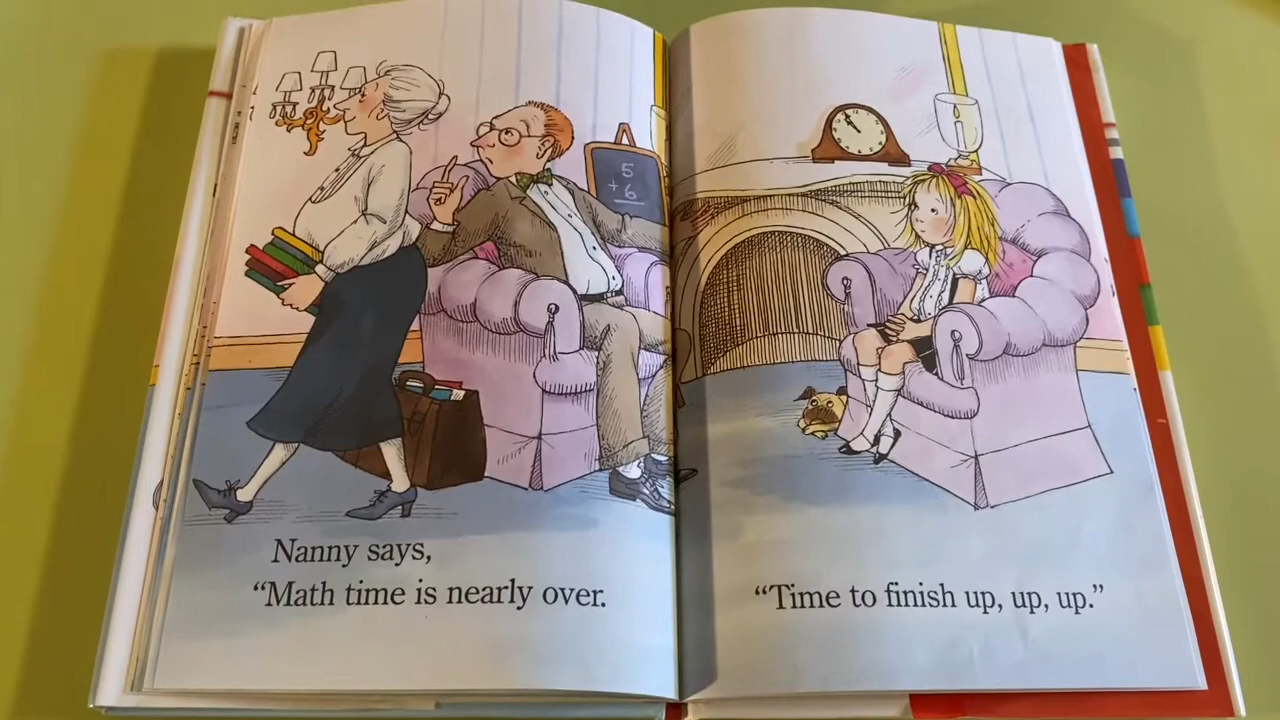 5
+6
Nanny says,
“Math time is nearly over.
“Time to finish up, up, up.”